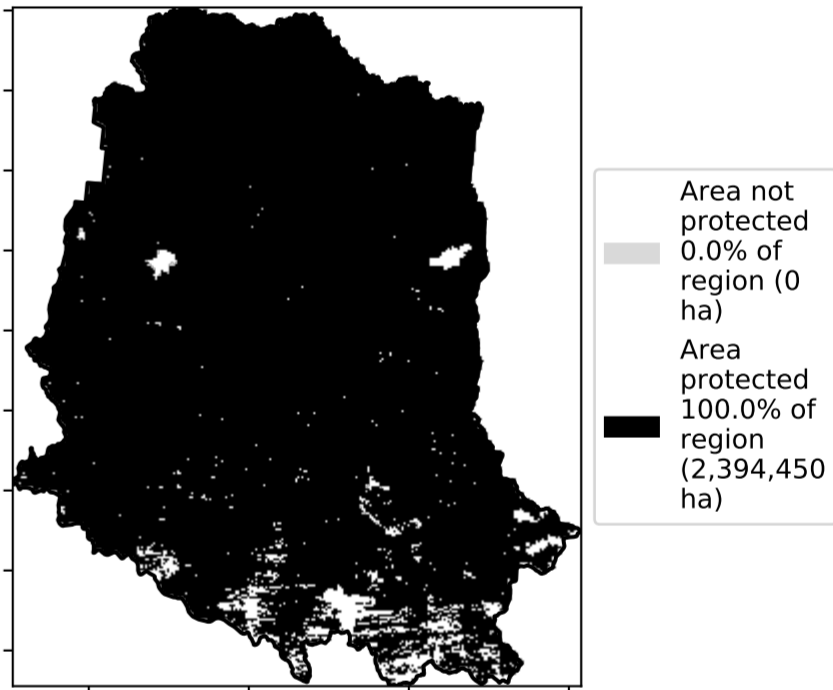 Area not
protected
0.0% of
region (0
ha)
Area
protected
100.0% of
region
(2,394,450
ha)